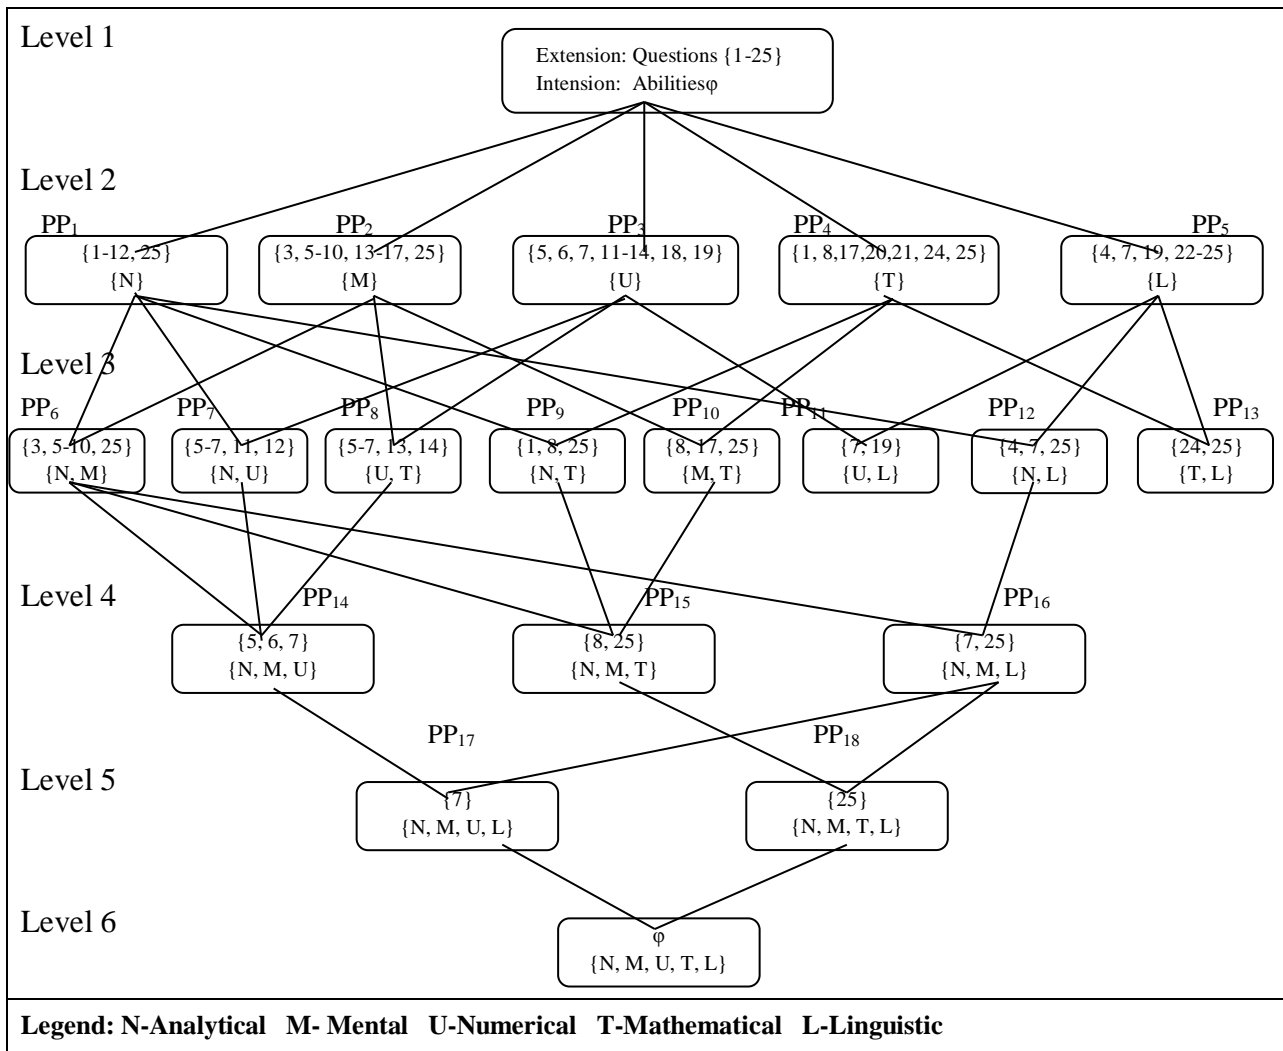 Level 1
Extension: Questions {1-25}
Intension: Abilitiesφ
Level 2
PP₁ PP₂ PP₃ PP₄ PP₅
{1-12, 25} {3, 5-10, 13-17, 25} {5, 6, 7, 11-14, 18, 19} {1, 8,17,20,21, 24, 25} {4, 7, 19, 22-25}
{N} {M} {U} {T} {L}
Level 3
PP₆ PP₇ PP₈ PP₉ PP₁₀ PP₁₁ PP₁₂ PP₁₃
{3, 5-10, 25} {5-7, 11, 12} {5-7, 13, 14} {1, 8, 25} {8, 17, 25} {7, 19} {4, 7, 25} {24, 25}
{N, M} {N, U} {U, T} {N, T} {M, T} {U, L} {N, L} {T, L}
Level 4
PP₁₄ PP₁₅ PP₁₆
{5, 6, 7} {8, 25} {7, 25}
{N, M, U} {N, M, T} {N, M, L}
PP₁₇ PP₁₈
Level 5
{7} {25}
{N, M, U, L} {N, M, T, L}
Level 6
φ
{N, M, U, T, L}
Legend: N-Analytical M- Mental U-Numerical T-Mathematical L-Linguistic